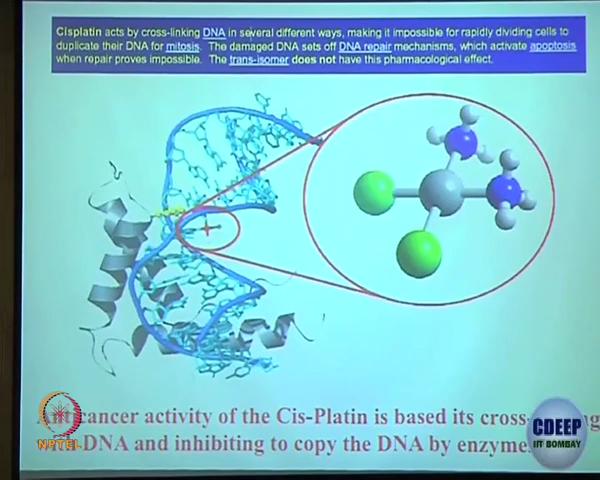 Cisplatin acts by cross-linking DNA in several different ways, making it impossible for rapidly dividing cells to
duplicate their DNA for mitosis. The damaged DNA sets off DNA repair mechanisms, which activate apoptosis
when repair proves impossible. The trans-isomer does not have this pharmacological effect.
cancer activity of the Cis-Platin is based its cross
DNA and inhibiting to copy the DNA by enzyme
NPTEL
CDEEP
IIT BOMBAY